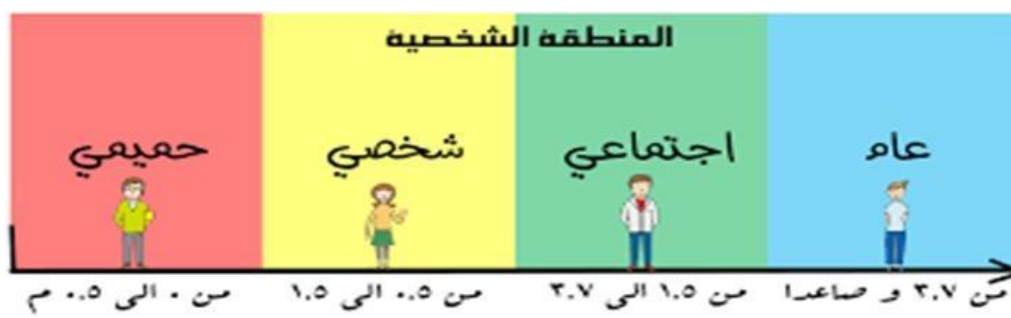 المنطقة الشخصية
عام
اجتماعي
شخصي
حميمي
من ٣.٧ و صاعدا
من ١.٥ الى ٣.٧
من ٠.٥ الى ١.٥
من ٠ الى ٠.٥ م